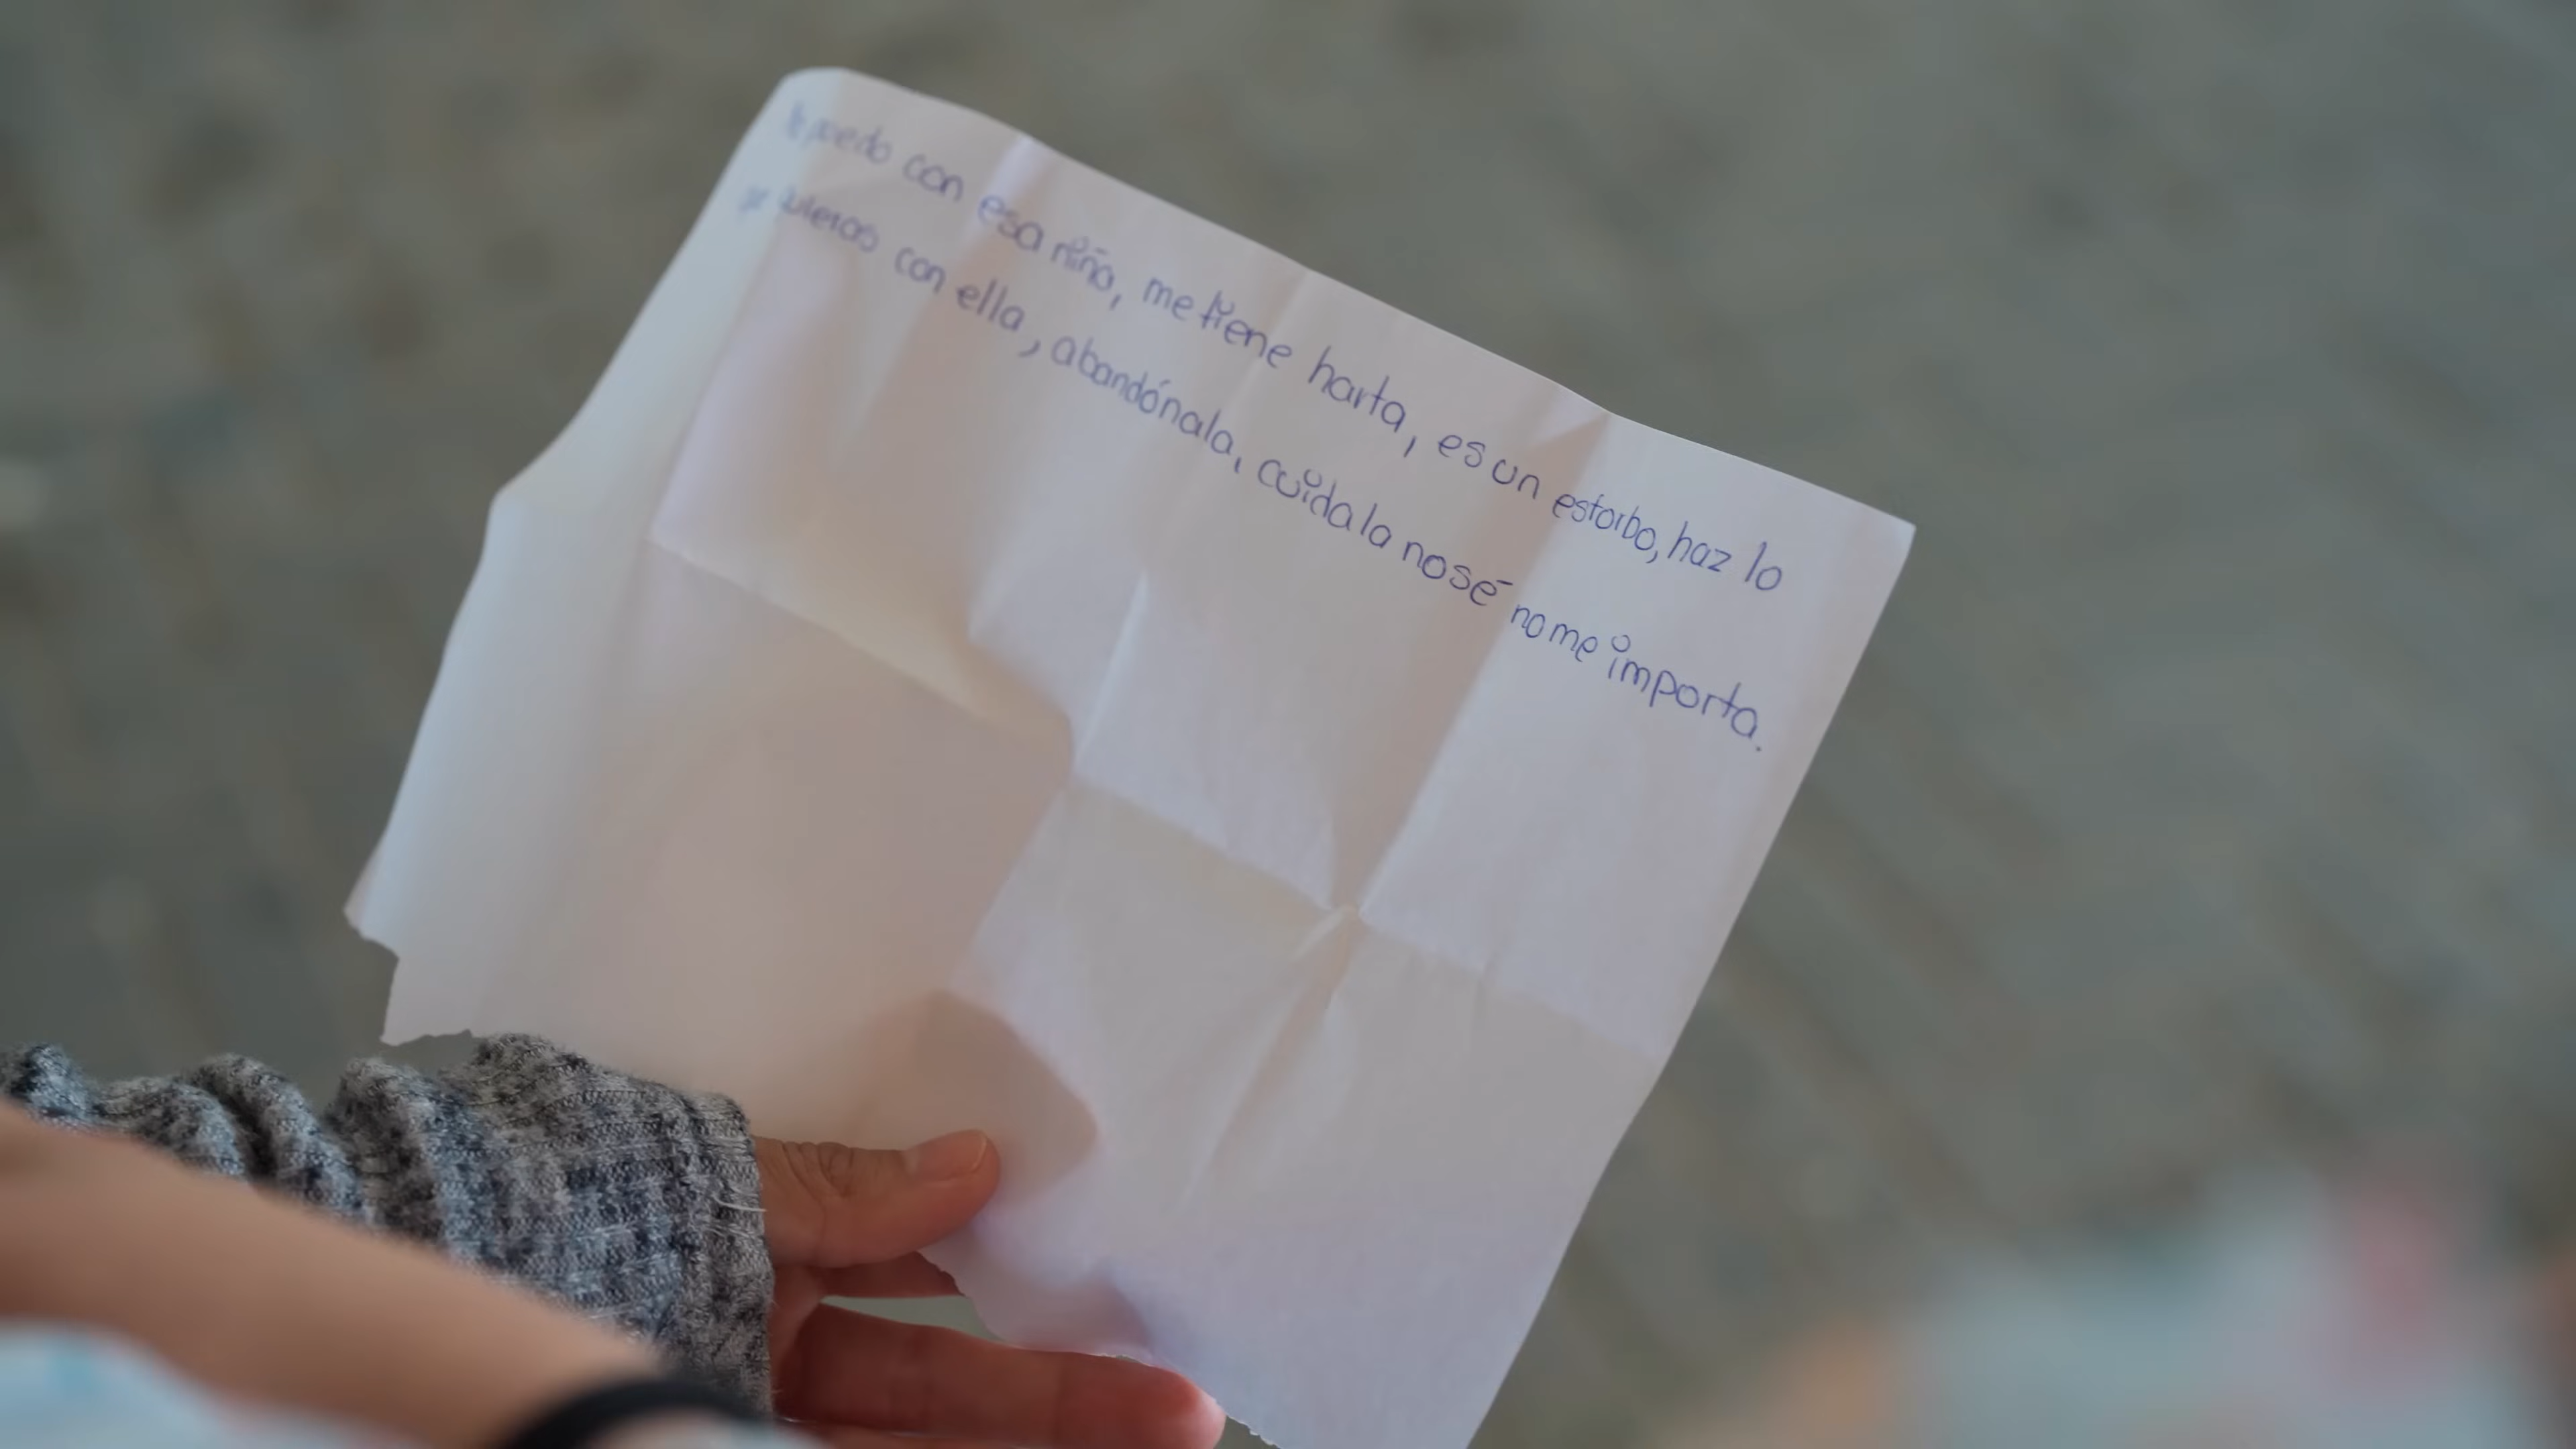 No puedo con esa niña, me tiene harta, es un estorbo, haz lo
que quieras con ella, abandónala, cuidala no sé no me importa.